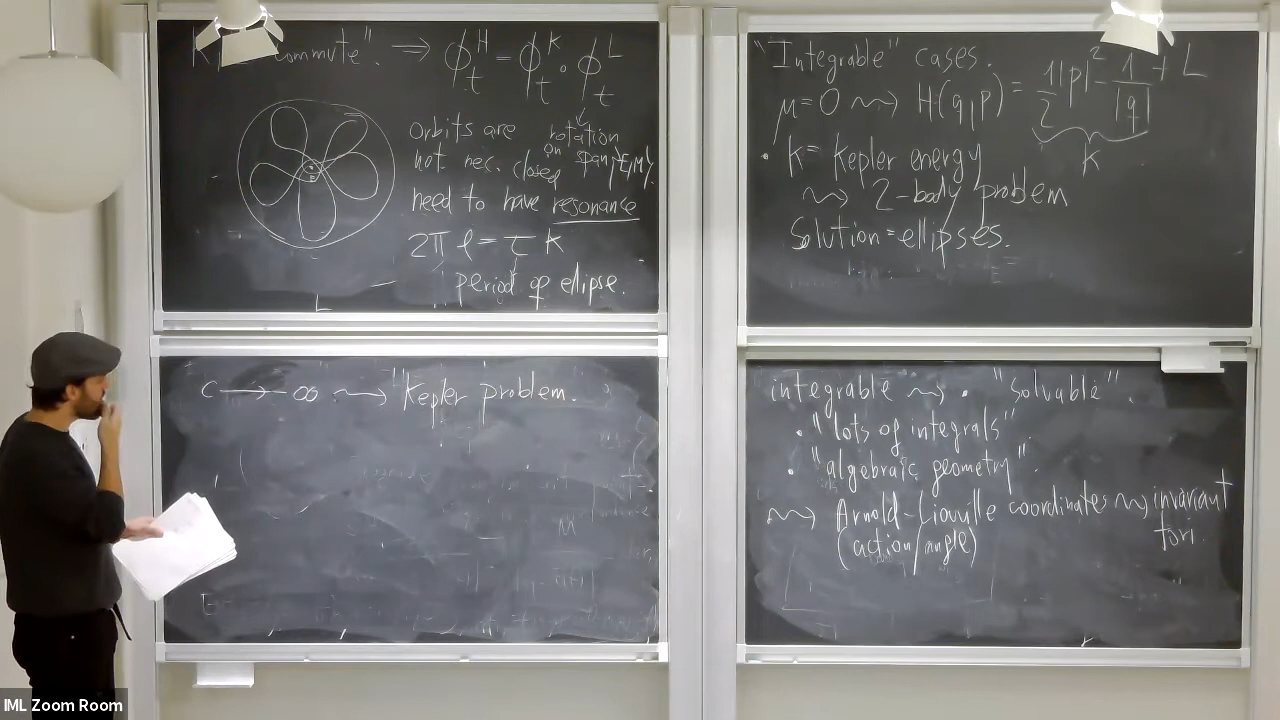 commute". ⟹ ϕ_t^H = ϕ_t^K ∘ ϕ_t^L
orbits are
not nec. closed
rotation
on span
need to have resonance
2π l = τ k
period of ellipse.
"Integrable" cases.
μ=0 ⇝ H(q,p) = 1/2 |p|² - 1/|q| + L
K
• K = Kepler energy
⇝ 2-body problem
Solution = ellipses.
c ⟶ ∞ ⇝ "Kepler problem.
integrable ⇝ • "solvable".
• "lots of integrals"
• "algebraic geometry".
⇝ Arnold-Liouville coordinates ⇝ invariant
tori.
(action/angle)
IML Zoom Room